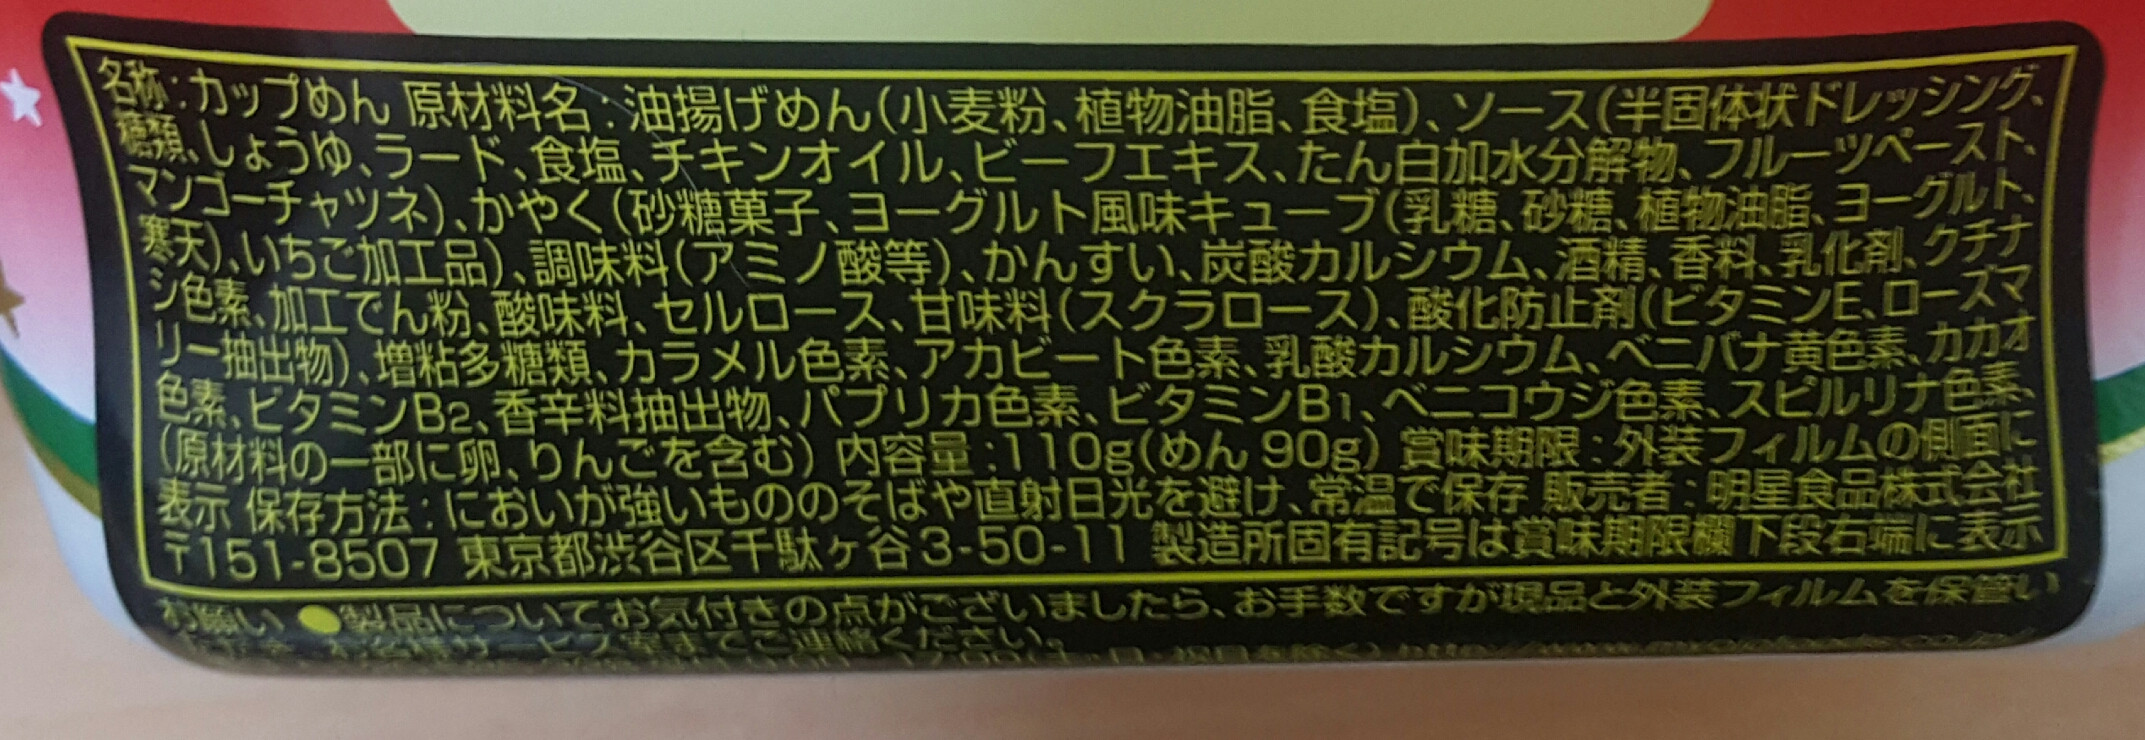 名称:カップめん 原材料名:油揚げめん(小麦粉、植物油脂、食塩)、ソース(半固体状ドレッシング、
糖類、しょうゆ、ラード、食塩、チキンオイル、ビーフエキス、たん白加水分解物、フルーツペースト、
マンゴーチャツネ)、かやく(砂糖菓子、ヨーグルト風味キューブ(乳糖、砂糖、植物油脂、ヨーグルト、
寒天)、いちご加工品)、調味料(アミノ酸等)、かんすい、炭酸カルシウム、酒精、香料、乳化剤、クチナ
シ色素、加工でん粉、酸味料、セルロース、甘味料(スクラロース)、酸化防止剤(ビタミンE、ローズマ
リー抽出物)、増粘多糖類、カラメル色素、アカビート色素、乳酸カルシウム、ベニバナ黄色素、カカオ
色素、ビタミンB2、香辛料抽出物、パプリカ色素、ビタミンB1、ベニコウジ色素、スピルリナ色素、
(原材料の一部に卵、りんごを含む) 内容量:110g(めん 90g) 賞味期限:外装フィルムの側面に
表示 保存方法:においが強いもののそばや直射日光を避け、常温で保存 販売者:明星食品株式会社
〒151-8507 東京都渋谷区千駄ヶ谷3-50-11 製造所固有記号は賞味期限欄下段右端に表示
お願い ●製品についてお気付きの点がございましたら、お手数ですが現品と外装フィルムを保管い
までご連絡ください。